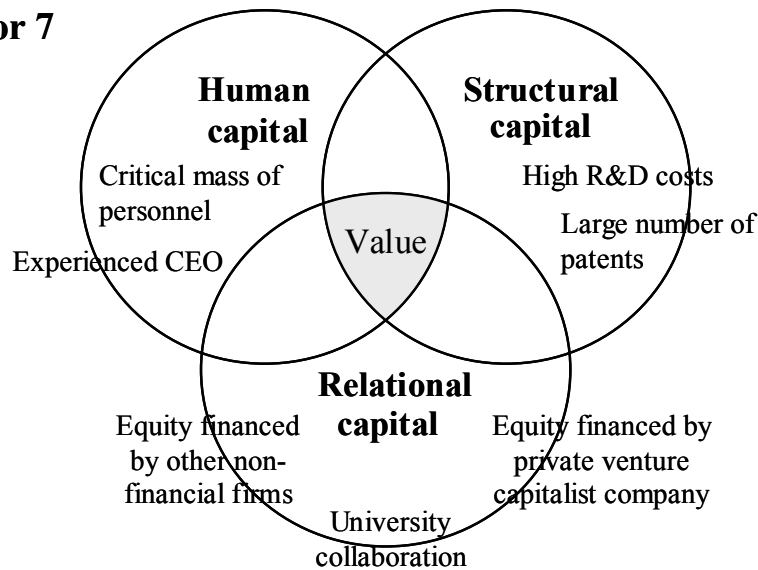 or 7
Human
capital
Structural
capital
Critical mass of
personnel
High R&D costs
Large number of
patents
Experienced CEO
Value
Relational
capital
Equity financed
by other non-
financial firms
Equity financed by
private venture
capitalist company
University
collaboration